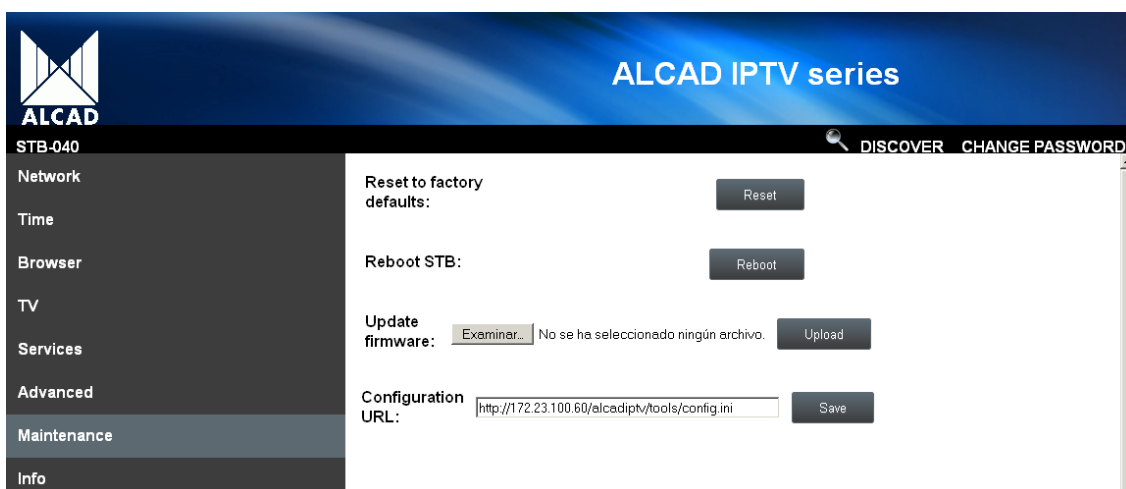 ALCAD
ALCAD IPTV series
STB-040
DISCOVER CHANGE PASSWORD
Network
Time
Browser
TV
Services
Advanced
Maintenance
Info
Reset to factory
defaults:
Reset
Reboot STB:
Reboot
Update
firmware:
Examinar...
No se ha seleccionado ningún archivo.
Upload
Configuration
URL:
http://172.23.100.60/alcadiptv/tools/config.ini
Save